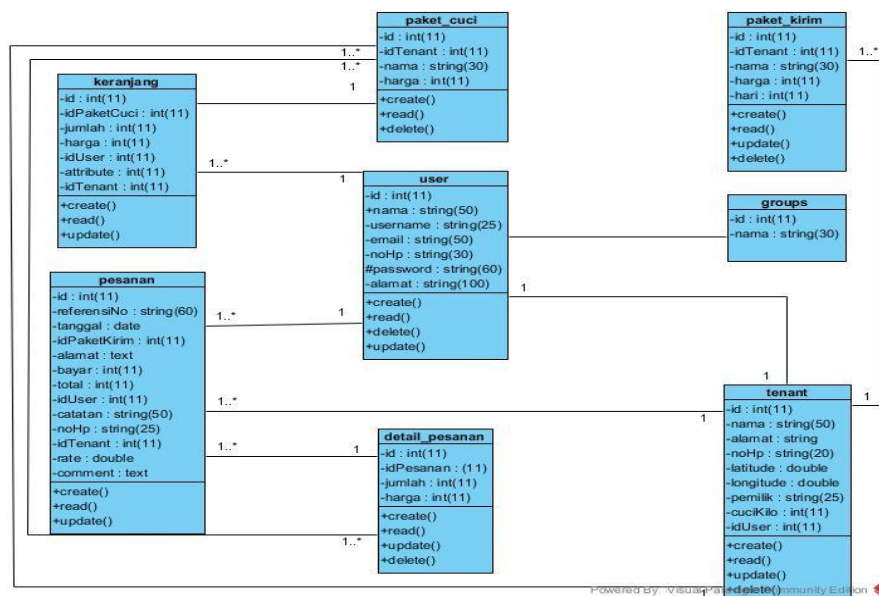 paket_cuci
-id : int(11)
-idTenant : int(11)
-nama : string(30)
-harga : int(11)
+create()
+read()
+delete()
paket_kirim
-id : int(11)
-idTenant : int(11)
-nama : string(30)
-harga : int(11)
-hari : int(11)
+create()
+read()
+update()
+delete()
1..*
1..*
1..*
keranjang
-id : int(11)
-idPaketCuci : int(11)
-jumlah : int(11)
-harga : int(11)
-idUser : int(11)
-attribute : int(11)
-idTenant : int(11)
+create()
+read()
+update()
1
1..*
1
user
-id : int(11)
+nama : string(50)
-username : string(25)
-email : string(50)
-noHp : string(30)
#password : string(60)
-alamat : string(100)
+create()
+read()
+delete()
+update()
groups
-id : int(11)
-nama : string(30)
pesanan
-id : int(11)
-referensiNo : string(60)
-tanggal : date
-idPaketKirim : int(11)
-alamat : text
-bayar : int(11)
-total : int(11)
-idUser : int(11)
-catatan : string(50)
-noHp : string(25)
-idTenant : int(11)
-rate : double
-comment : text
+create()
+read()
+update()
1..*
1
1
1
1
1..*
1
1..*
1
detail_pesanan
-id : int(11)
-idPesanan : (11)
-jumlah : int(11)
-harga : int(11)
+create()
+read()
+update()
+delete()
1..*
tenant
-id : int(11)
-nama : string(50)
-alamat : string
-noHp : string(20)
-latitude : double
-longitude : double
-pemilik : string(25)
-cuciKilo : int(11)
-idUser : int(11)
+create()
+read()
+update()
+delete()
1
Powered By Visual Paradigm Community Edition